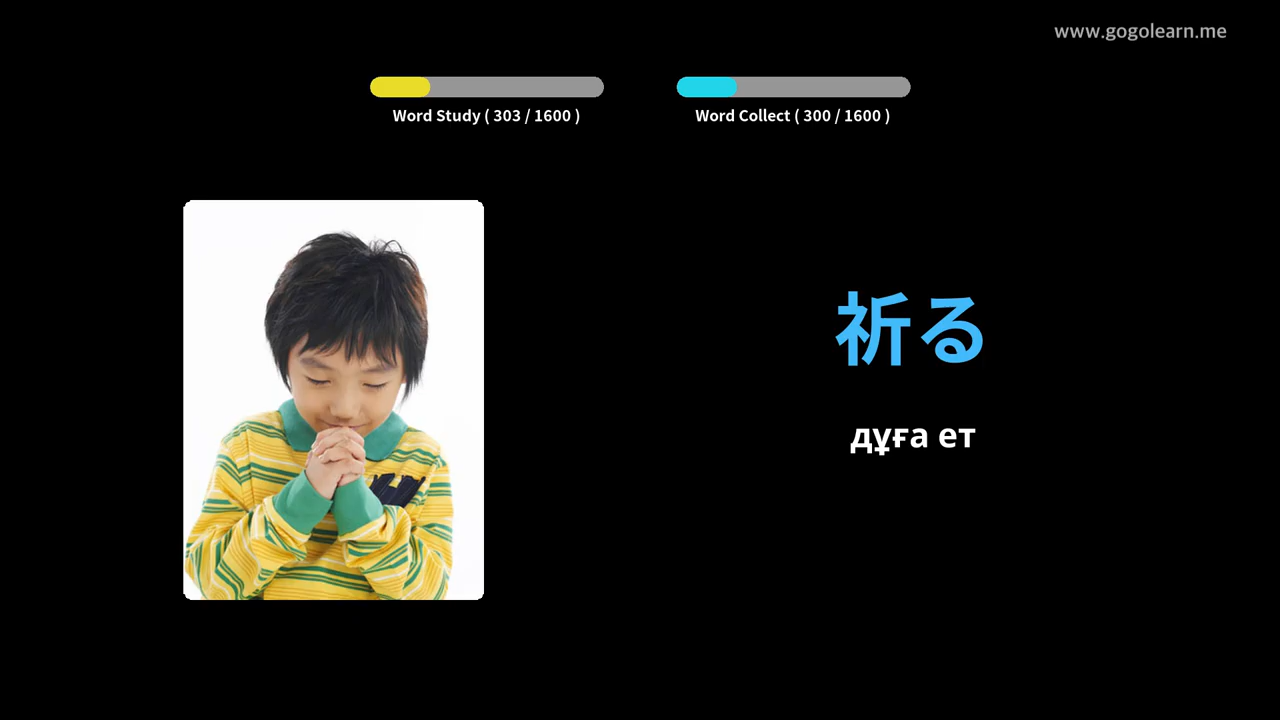 www.gogolearn.me
Word Study ( 303 / 1600 )
Word Collect ( 300 / 1600 )
祈る
дұға ет